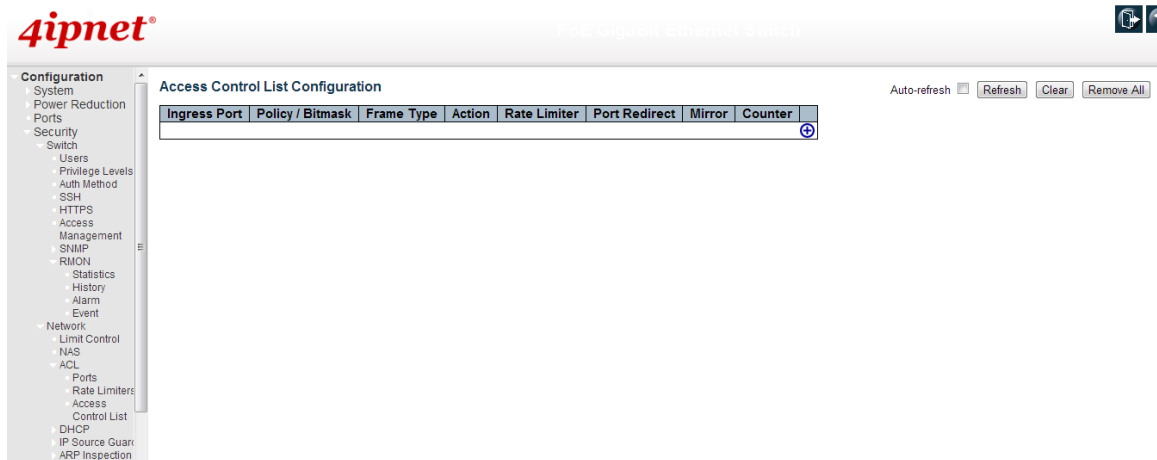 4ipnet®
PoE Gigabit Ethernet Switch
Configuration
System
Power Reduction
Ports
Security
Switch
Users
Privilege Levels
Auth Method
SSH
HTTPS
Access
Management
SNMP
RMON
Statistics
History
Alarm
Event
Network
Limit Control
NAS
ACL
Ports
Rate Limiters
Access
Control List
DHCP
IP Source Guard
ARP Inspection
Access Control List Configuration
Auto-refresh Refresh Clear Remove All
Ingress Port Policy / Bitmask Frame Type Action Rate Limiter Port Redirect Mirror Counter